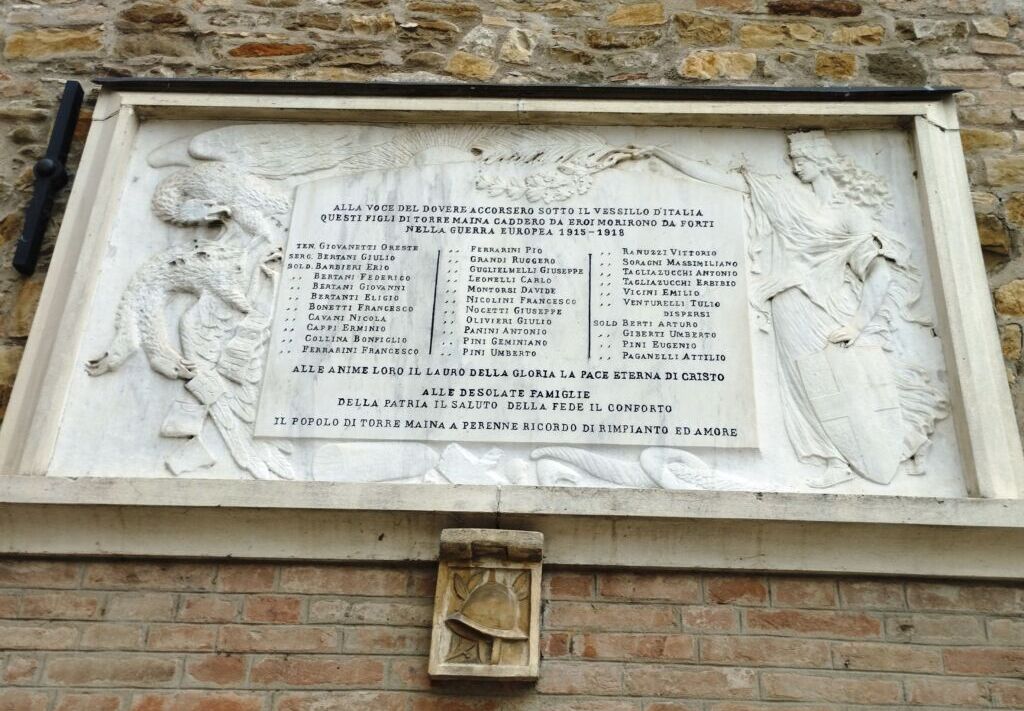 ALLA VOCE DEL DOVERE ACCORSERO SOTTO IL VESSILLO D'ITALIA
QUESTI FIGLI DI TORRE MAINA CADDERO DA EROI MORIRONO DA FORTI
NELLA GUERRA EUROPEA 1915-1918
TEN. GIOVANETTI ORESTE
SERG. BERTANI GIULIO
SOLD. BARBIERI ERIO
,, BERTANI FEDERIGO
,, BERTANI GIOVANNI
,, BERTANTI ELIGIO
,, BONETTI FRANCESCO
,, CAVANI NICOLA
,, CAPPI ERMINIO
,, COLLINA BONFIGLIO
,, FERRARINI FRANCESCO
,, FERRARINI PIO
,, GRANDI RUGGERO
,, GUGLIELMELLI GIUSEPPE
,, LEONELLI CARLO
,, MONTORSI DAVIDE
,, NICOLINI FRANCESCO
,, NOCETTI GIUSEPPE
,, OLIVIERI GIULIO
,, PANINI ANTONIO
,, PINI GEMINIANO
,, PINI UMBERTO
,, RANUZZI VITTORIO
,, SORAGNI MASSIMILIANO
,, TAGLIAZUCCHI ANTONIO
,, TAGLIAZUCCHI ERBIBIO
,, VICINI EMILIO
,, VENTURELLI TULIO
DISPERSI
SOLD BERTI ARTURO
,, GIBERTI UMBERTO
,, PINI EUGENIO
,, PAGANELLI ATTILIO
ALLE ANIME LORO IL LAURO DELLA GLORIA LA PACE ETERNA DI CRISTO
ALLE DESOLATE FAMIGLIE
DELLA PATRIA IL SALUTO DELLA FEDE IL CONFORTO
IL POPOLO DI TORRE MAINA A PERENNE RICORDO DI RIMPIANTO ED AMORE